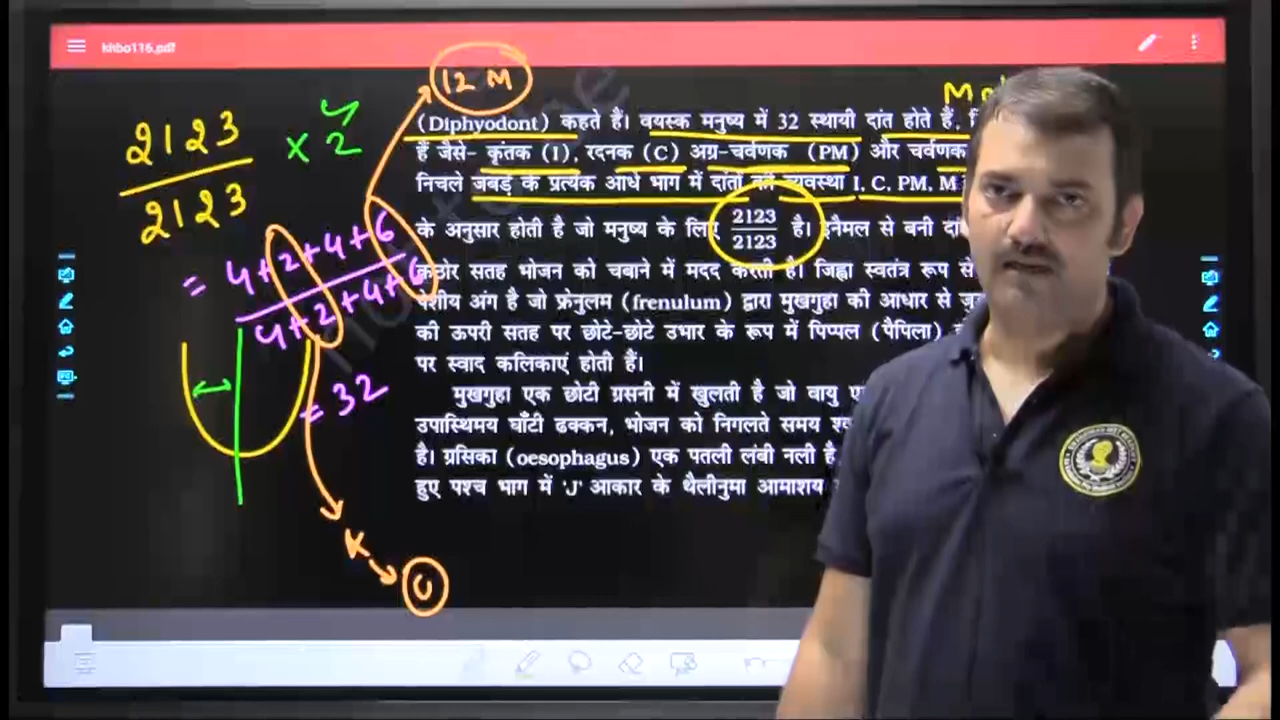 khbo116.pdf
12 M
2123
2123
× 2
= 4+2+4+6
4+2+4+6
= 32
K
(Diphyodont) कहते हैं। वयस्क मनुष्य में 32 स्थायी दांत होते हैं,
हैं जैसे- कृंतक (I), रदनक (C) अग्र-चर्वणक (PM) और चर्वणक
निचले जबड़े के प्रत्येक आधे भाग में दांतों की व्यवस्था I, C, PM, M
के अनुसार होती है जो मनुष्य के लिए 2123/2123 है। इनैमल से बनी
कठोर सतह भोजन को चबाने में मदद करती है। जिह्वा स्वतंत्र रूप से
पेशीय अंग है जो फ्रेनुलम (frenulum) द्वारा मुखगुहा की आधार से
की ऊपरी सतह पर छोटे-छोटे उभार के रूप में पिप्पल (पैपिला)
पर स्वाद कलिकाएं होती हैं।
मुखगुहा एक छोटी ग्रसनी में खुलती है जो वायु
उपास्थिमय घाँटी ढक्कन, भोजन को निगलते समय
है। ग्रसिका (oesophagus) एक पतली लंबी नली है
हुए पश्च भाग में 'J' आकार के थैलीनुमा आमाशय